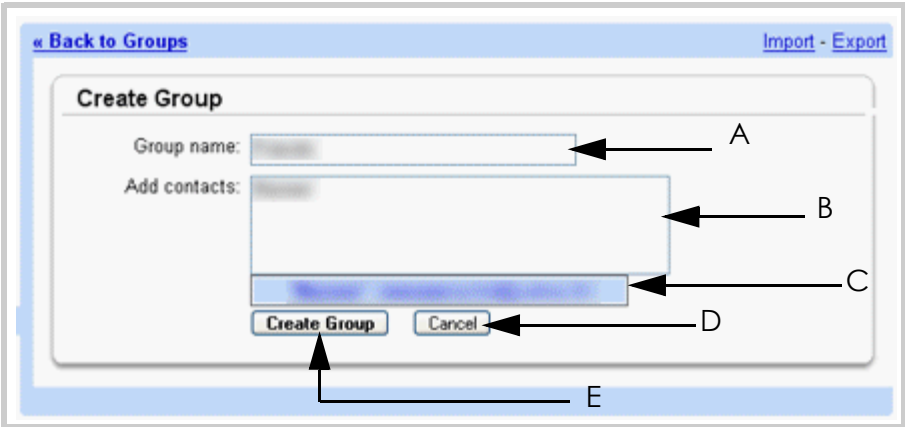 « Back to Groups
Import - Export
Create Group
Group name:
A
Add contacts:
B
C
Create Group
Cancel
D
E